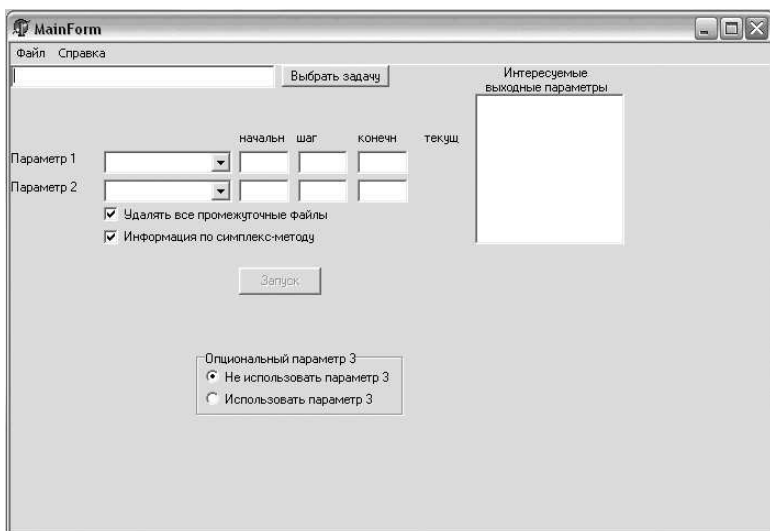 MainForm
Файл Справка
Выбрать задачу
Интересуемые
выходные параметры
начальн шаг конечн текущ
Параметр 1
Параметр 2
Удалять все промежуточные файлы
Информация по симплекс-методу
Запуск
Опциональный параметр 3
Не использовать параметр 3
Использовать параметр 3